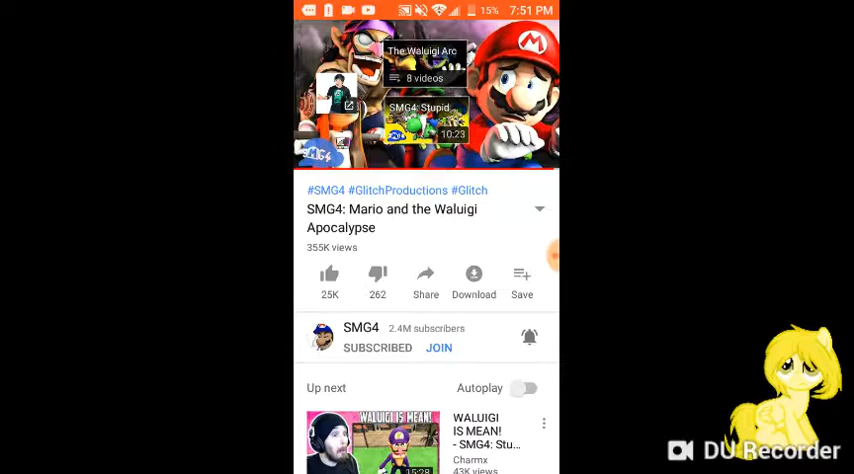 15% 7:51 PM
The Waluigi Arc
8 videos
SMG4: Stupid...
10:23
SMG4
#SMG4 #GlitchProductions #Glitch
SMG4: Mario and the Waluigi
Apocalypse
355K views
25K 262 Share Download Save
SMG4 2.4M subscribers
SUBSCRIBED JOIN
Up next Autoplay
WALUIGI IS MEAN!
15:28
WALUIGI
IS MEAN!
- SMG4: Stu...
Charmx
43K views
DU Recorder